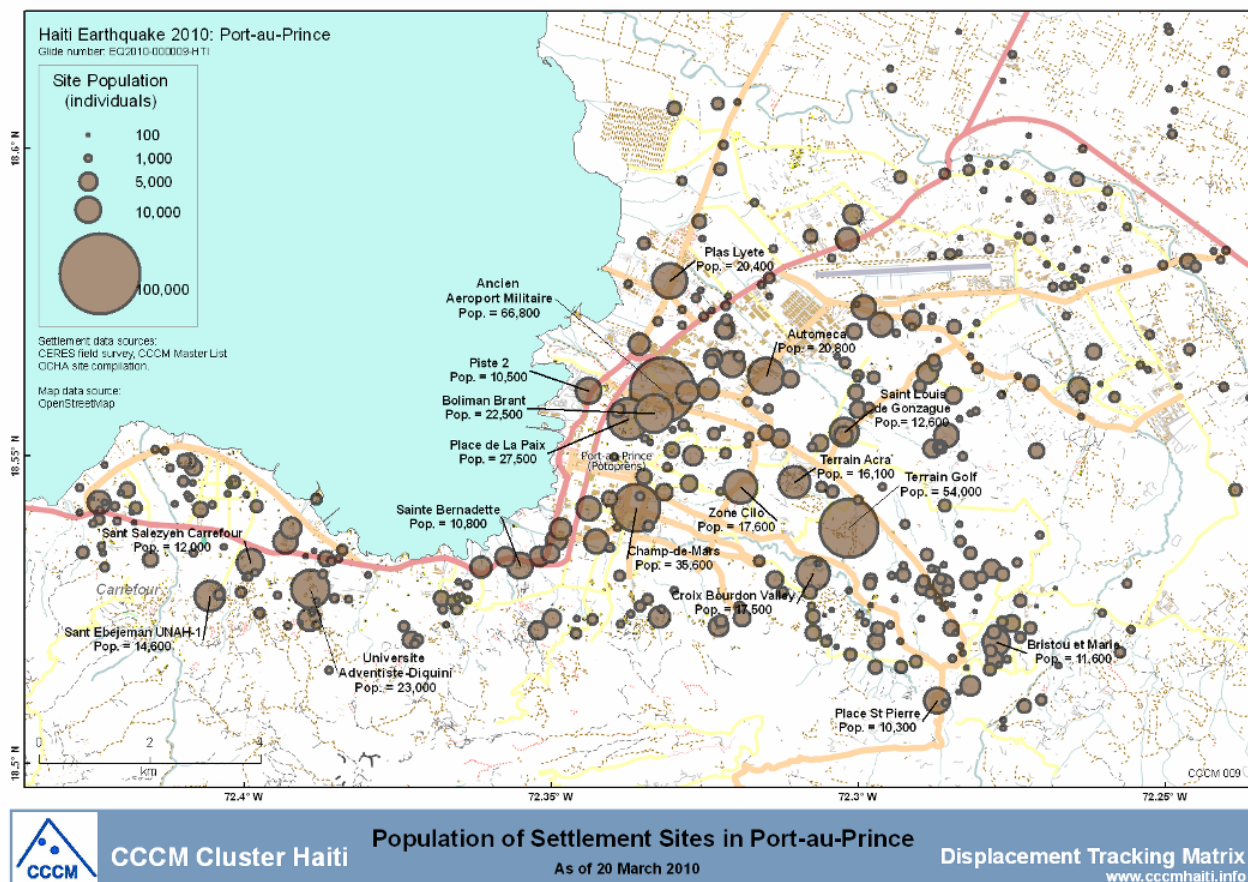 Haiti Earthquake 2010: Port-au-Prince
Glide number: EQ2010-000009-HTI
Site Population
(individuals)
100
1,000
5,000
10,000
100,000
Settlement data sources:
CERES field survey, CCCM Master List
OCHA site compilation.
Map data source:
OpenStreetMap
18.6° N
18.55° N
18.5° N
Plas Lyete
Pop. = 20,400
Ancien
Aeroport Militaire
Pop. = 66,800
Automeca
Pop. = 20,800
Piste 2
Pop. = 10,500
Boliman Brant
Pop. = 22,500
Saint Louis
de Gonzague
Pop. = 12,600
Place de La Paix
Pop. = 27,500
Port-au-Prince
(Potoprens)
Terrain Acra
Pop. = 16,100
Terrain Golf
Pop. = 54,000
Sainte Bernadette
Pop. = 10,800
Zone Cilo
Pop. = 17,600
Sant Salezyen Carrefour
Pop. = 12,000
Champ-de-Mars
Pop. = 35,600
Carrefour
Croix Bourdon Valley
Pop. = 17,500
Sant Ebejeman UNAH-1
Pop. = 14,600
Universite
Adventiste-Diquini
Pop. = 23,000
Bristou et Marie
Pop. = 11,600
Place St Pierre
Pop. = 10,300
0 2 4
km
CCCM 009
72.4° W
72.35° W
72.3° W
72.25° W
CCCM
CCCM Cluster Haiti
Population of Settlement Sites in Port-au-Prince
As of 20 March 2010
Displacement Tracking Matrix
www.cccmhaiti.info